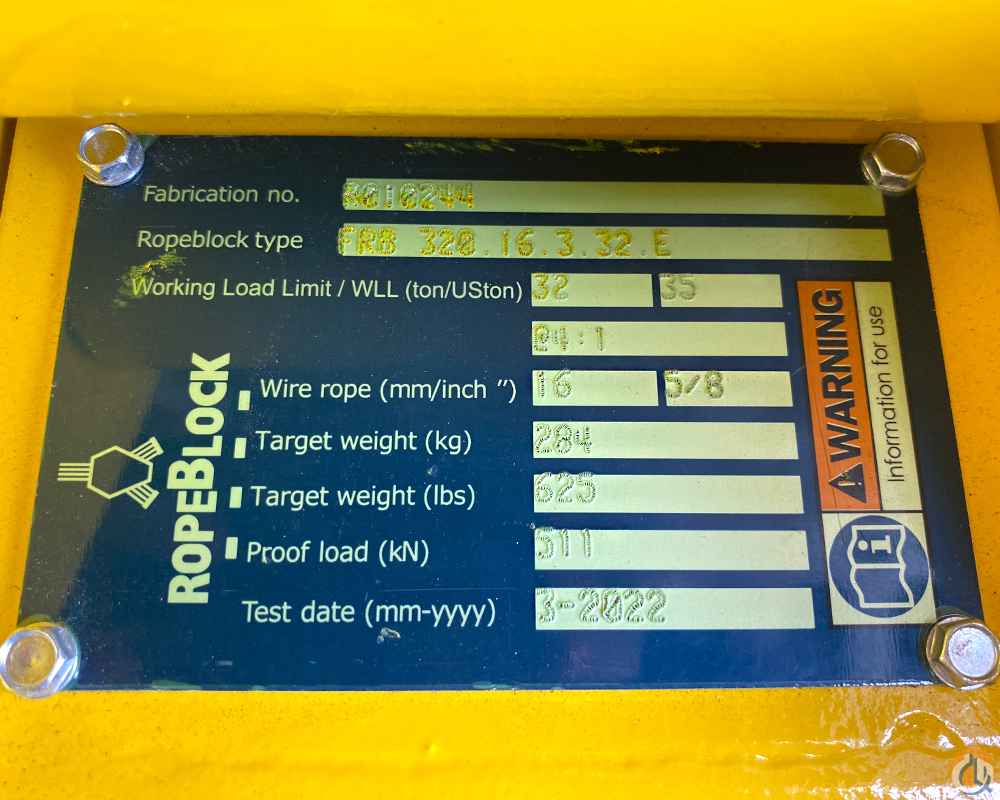 Fabrication no. 
Ropeblock type FRB 320.16.3.32.E
Working Load Limit / WLL (ton/USton) 32 35
Wire rope (mm/inch ″) 16 5/8
Target weight (kg) 284
Target weight (lbs) 625
Proof load (kN) 511
Test date (mm-yyyy) 3-2022
ROPEBLOCK
WARNING
Information for use
i